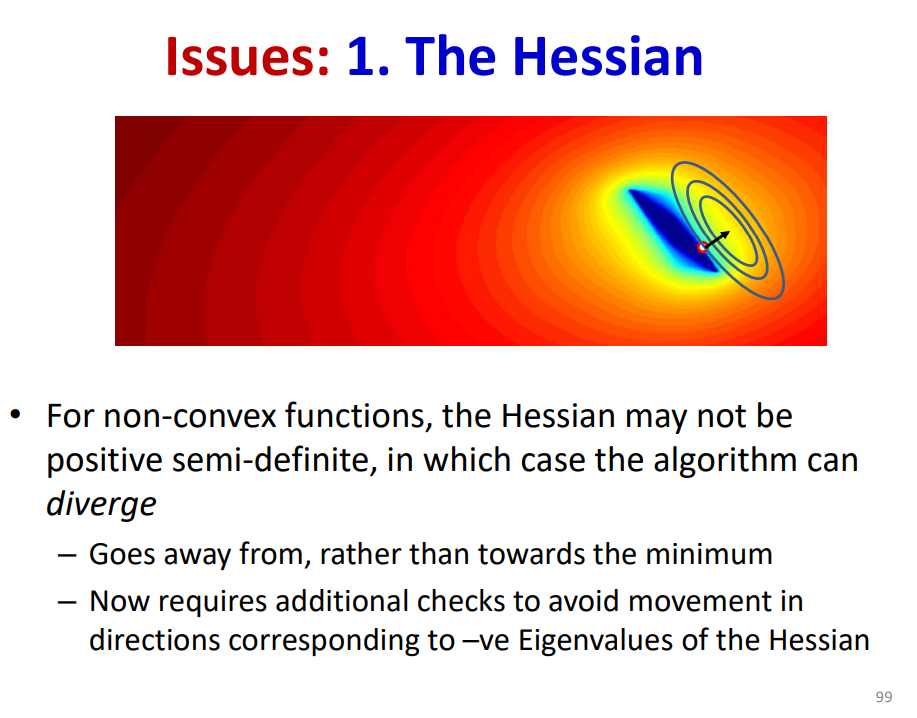 Issues: 1. The Hessian
• For non-convex functions, the Hessian may not be
positive semi-definite, in which case the algorithm can
diverge
– Goes away from, rather than towards the minimum
– Now requires additional checks to avoid movement in
directions corresponding to –ve Eigenvalues of the Hessian
99